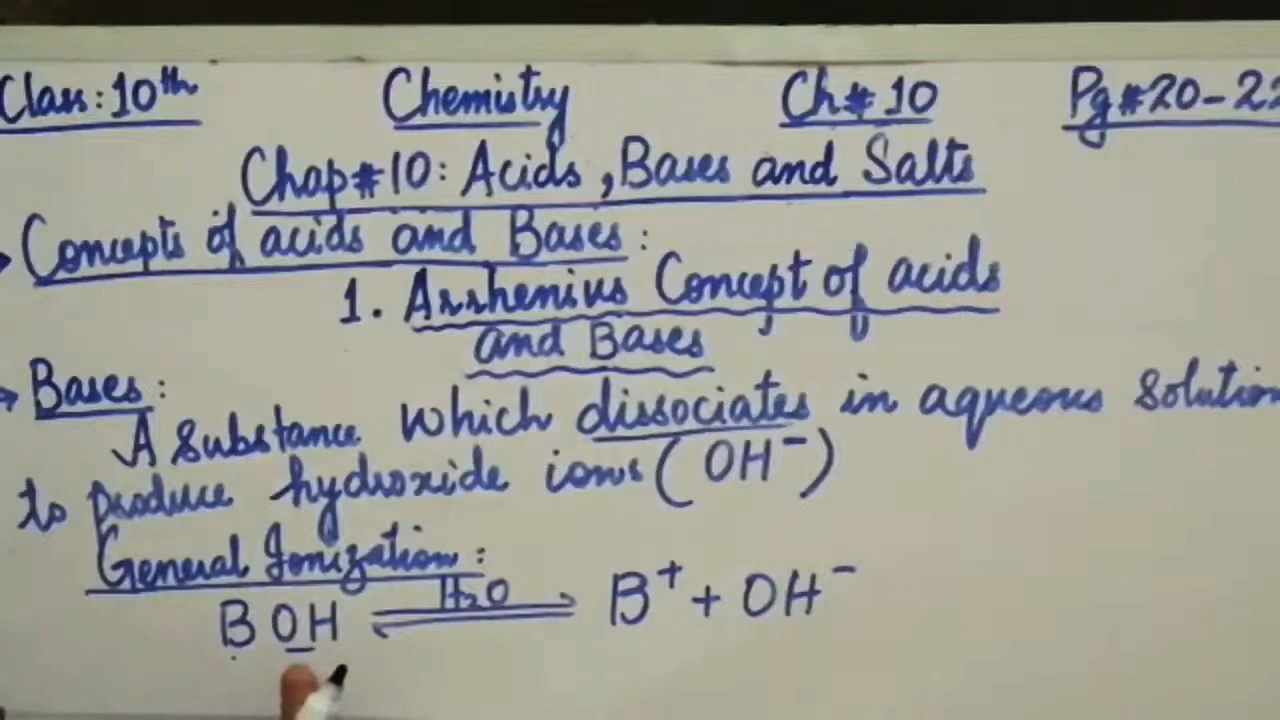 Class: 10th Chemistry Ch# 10 Pg#20-22
Chap#10: Acids, Bases and Salts
Concepts of acids and Bases:
1. Arrhenius Concept of acids
and Bases
Bases:
A substance which dissociates in aqueous solution
to produce hydroxide ions (OH⁻)
General Ionization:
BOH ⇌ H₂O B⁺ + OH⁻